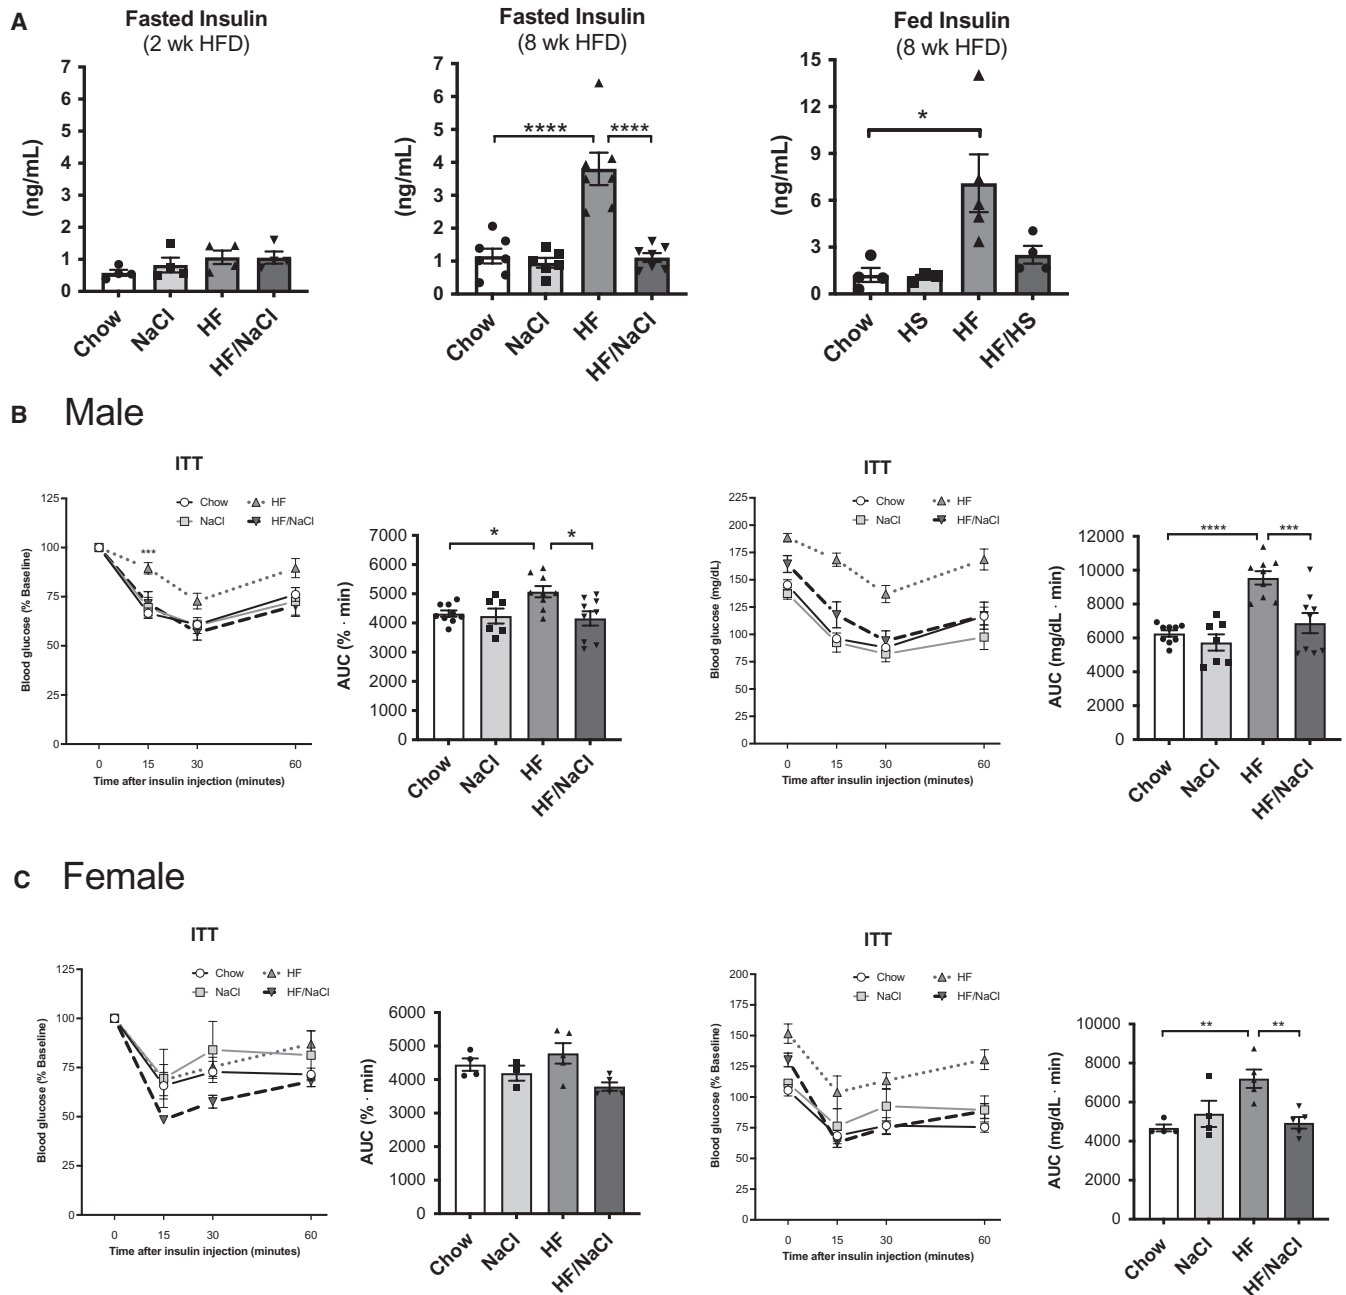 A
Fasted Insulin
(2 wk HFD)
7
6
5
4
3
2
1
0
(ng/mL)
Chow
NaCl
HF
HF/NaCl
Fasted Insulin
(8 wk HFD)
7
6
5
4
3
2
1
0
(ng/mL)
****
****
Chow
NaCl
HF
HF/NaCl
Fed Insulin
(8 wk HFD)
15
12
9
6
3
0
(ng/mL)
*
Chow
HS
HF
HF/HS
B Male
ITT
Chow
HF
NaCl
HF/NaCl
125
100
75
50
25
0
Blood glucose (% Baseline)
***
0 15 30 60
Time after insulin injection (minutes)
7000
6000
5000
4000
3000
2000
1000
0
AUC (% · min)
*
*
Chow
NaCl
HF
HF/NaCl
ITT
Chow
HF
NaCl
HF/NaCl
225
200
175
150
125
100
75
50
25
0
Blood glucose (mg/dL)
0 15 30 60
Time after insulin injection (minutes)
12000
10000
8000
6000
4000
2000
0
AUC (mg/dL · min)
****
***
Chow
NaCl
HF
HF/NaCl
C Female
ITT
Chow
HF
NaCl
HF/NaCl
125
100
75
50
25
0
Blood glucose (% Baseline)
0 15 30 60
Time after insulin injection (minutes)
6000
5000
4000
3000
2000
1000
0
AUC (% · min)
Chow
NaCl
HF
HF/NaCl
ITT
Chow
HF
NaCl
HF/NaCl
200
175
150
125
100
75
50
25
0
Blood glucose (% Baseline)
0 15 30 60
Time after insulin injection (minutes)
10000
8000
6000
4000
2000
0
AUC (mg/dL · min)
**
**
Chow
NaCl
HF
HF/NaCl